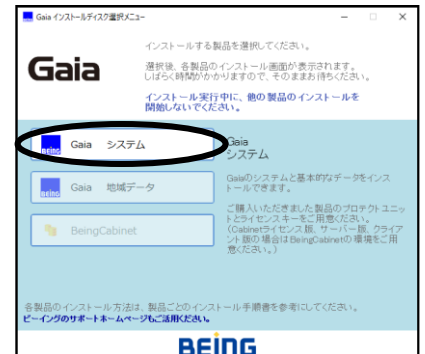 Gaia インストールディスク選択メニュー
Gaia
インストールする製品を選択してください。
選択後、各製品のインストール画面が表示されます。
しばらく時間がかかりますので、そのままお待ちください。
インストール実行中に、他の製品のインストールを
開始しないでください。
BEING
Gaia システム
Gaia
システム
BEING
Gaia 地域データ
BeingCabinet
Gaiaのシステムと基本的なデータをインス
トールできます。
ご購入いただきました製品のプロテクトユニッ
トとライセンスキーをご用意ください。
(Cabinetライセンス版、サーバー版、クライア
ント版の場合はBeingCabinetの環境をご用
意ください。)
各製品のインストール方法は、製品ごとのインストール手順書を参考にしてください。
ビーイングのサポートホームページもご活用ください。
BEING